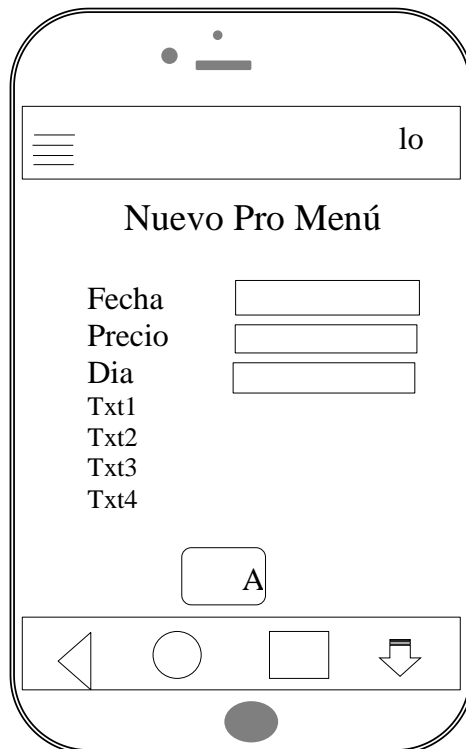 lo
Nuevo Pro Menú
Fecha
Precio
Dia
Txt1
Txt2
Txt3
Txt4
A